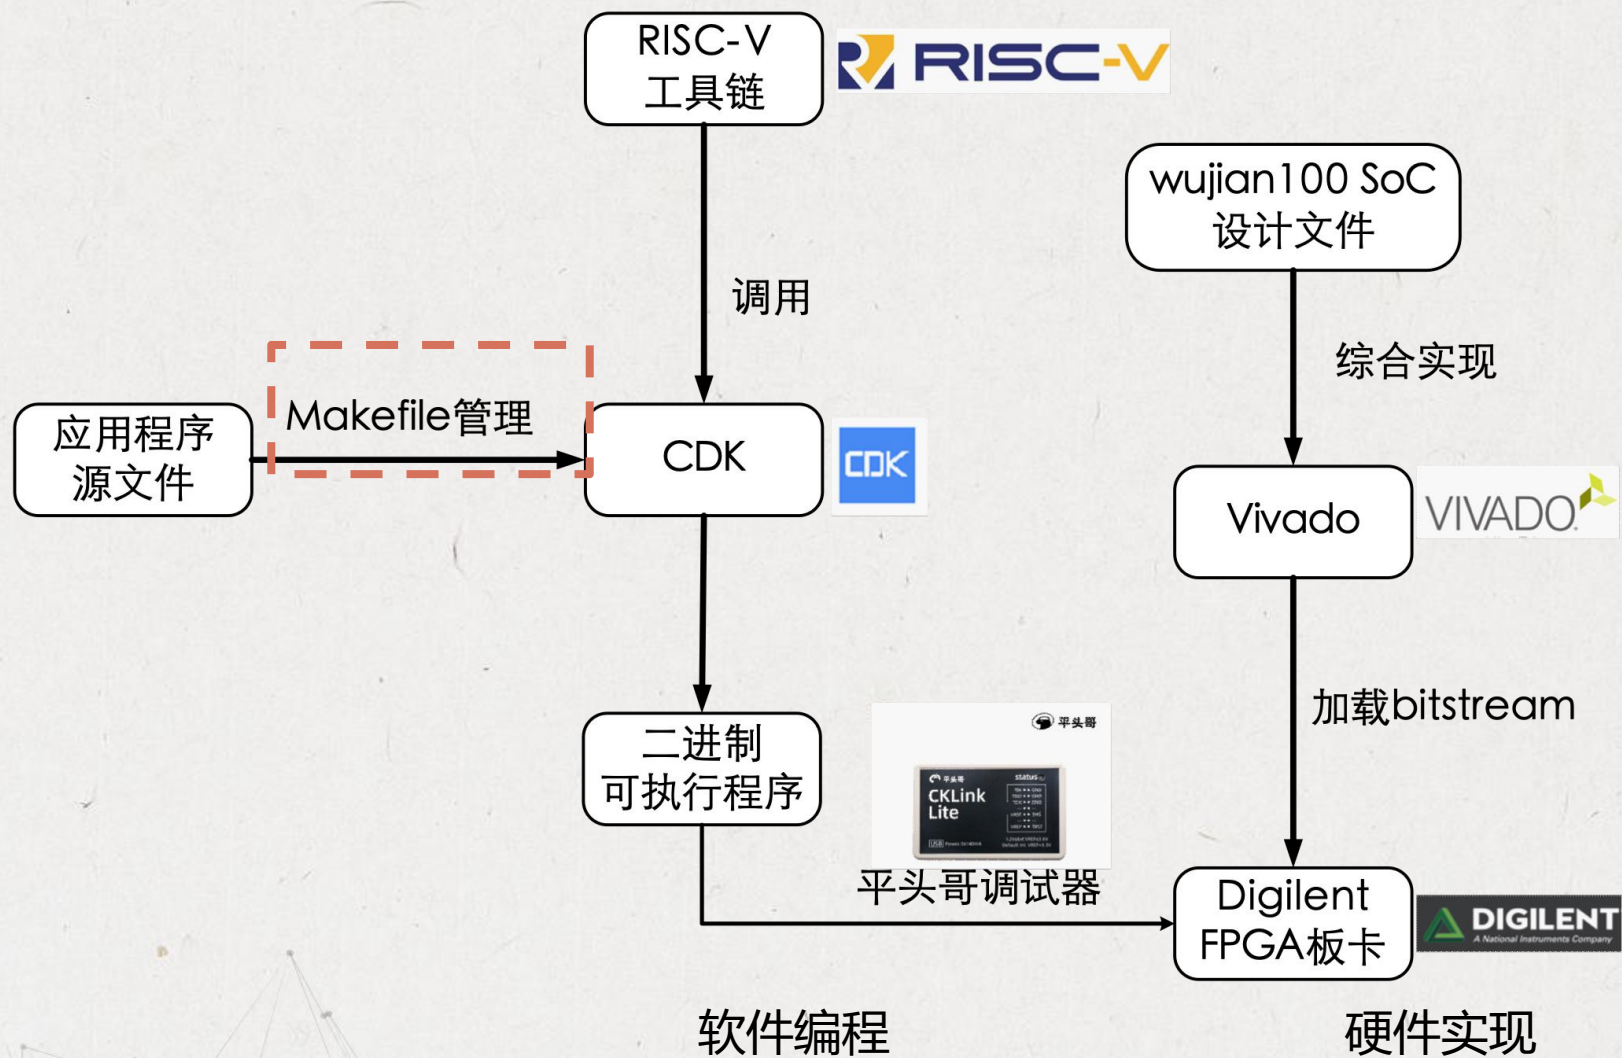 RISC-V
工具链
RISC-V
wujian100 SoC
设计文件
调用
综合实现
Makefile管理
应用程序
源文件
CDK
CDK
Vivado
VIVADO
加载bitstream
二进制
可执行程序
平头哥
平头哥
status
CKLink
Lite
平头哥调试器
Digilent
FPGA板卡
DIGILENT
A National Instruments Company
软件编程
硬件实现